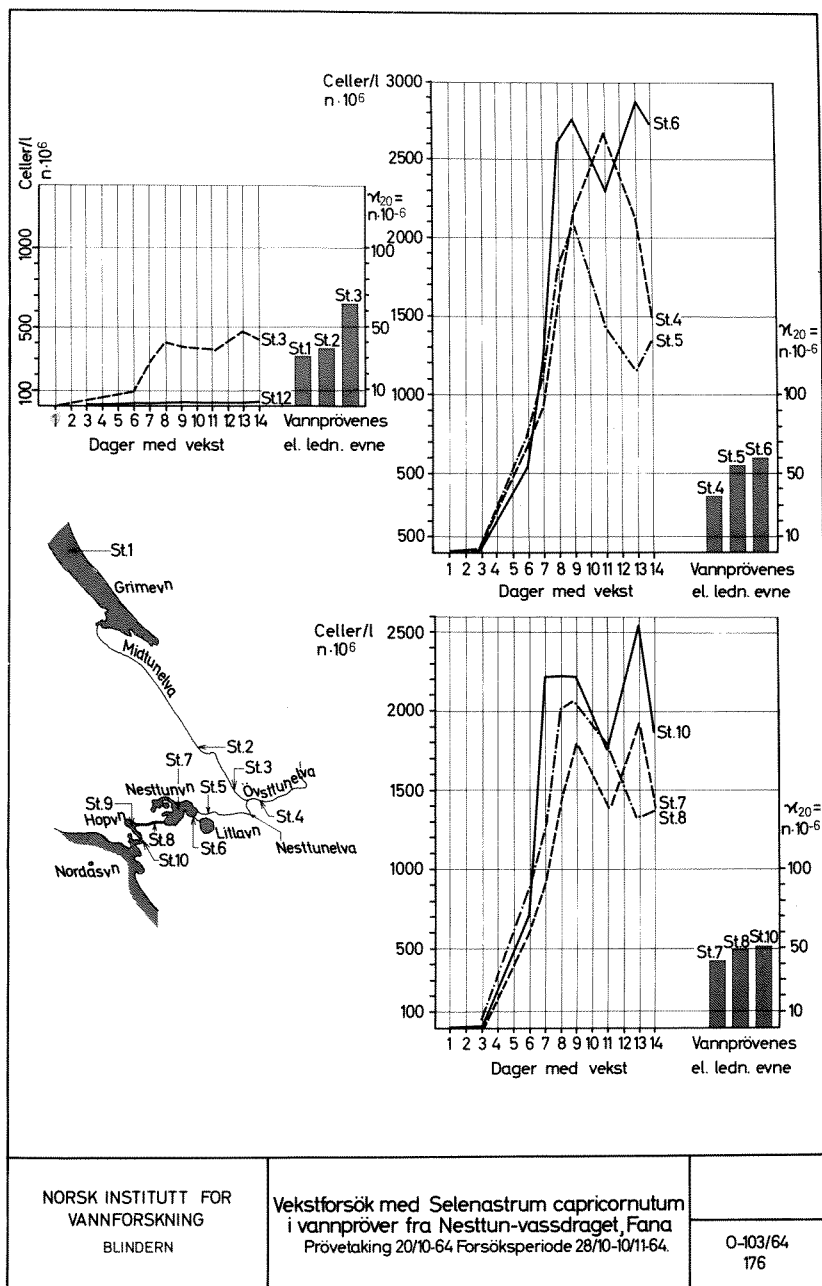 Celler/l
n·10⁶
1000
500
100
ϰ₂₀=
n·10⁻⁶
100
50
10
St.3
St.1,2
St.1
St.2
St.3
1 2 3 4 5 6 7 8 9 10 11 12 13 14
Dager med vekst
Vannprövenes
el. ledn. evne
Celler/l
n·10⁶
3000
2500
2000
1500
1000
500
500
St.6
St.4
St.5
ϰ₂₀=
n·10⁻⁶
100
50
10
St.4
St.5
St.6
1 2 3 4 5 6 7 8 9 10 11 12 13 14
Dager med vekst
Vannprövenes
el. ledn. evne
St.1
Grimevⁿ
Midtunelva
St.2
St.7
St.3
Nesttunvⁿ
St.5
Övsttunelva
St.9
Hopvⁿ
St.4
St.8
Litlavⁿ
St.10
St.6
Nesttunelva
Nordåsvⁿ
Celler/l
n·10⁶
2500
2000
1500
1000
500
100
St.10
St.7
St.8
ϰ₂₀=
n·10⁻⁶
100
50
10
St.7
St.8
St.10
1 2 3 4 5 6 7 8 9 10 11 12 13 14
Dager med vekst
Vannprövenes
el. ledn. evne
NORSK INSTITUTT FOR
VANNFORSKNING
BLINDERN
Vekstforsök med Selenastrum capricornutum
i vannpröver fra Nesttun-vassdraget, Fana
Prövetaking 20/10-64 Forsöksperiode 28/10-10/11-64.
O-103/64
176